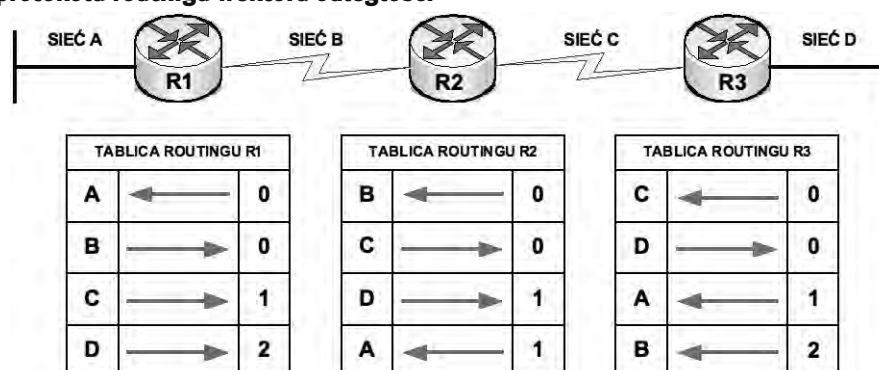 protokołu routingu wektora odległości
SIEĆ A SIEĆ B SIEĆ C SIEĆ D
R1 R2 R3
TABLICA ROUTINGU R1
A 0
B 0
C 1
D 2
TABLICA ROUTINGU R2
B 0
C 0
D 1
A 1
TABLICA ROUTINGU R3
C 0
D 0
A 1
B 2